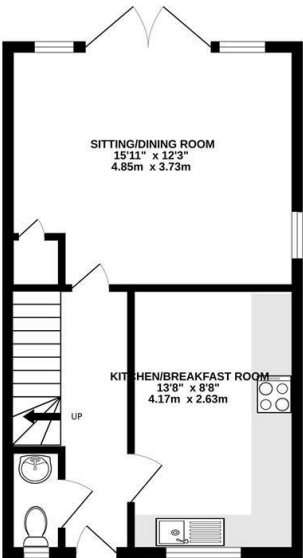 SITTING/DINING ROOM
15'11" x 12'3"
4.85m x 3.73m
KITCHEN/BREAKFAST ROOM
13'8" x 8'8"
4.17m x 2.63m
UP